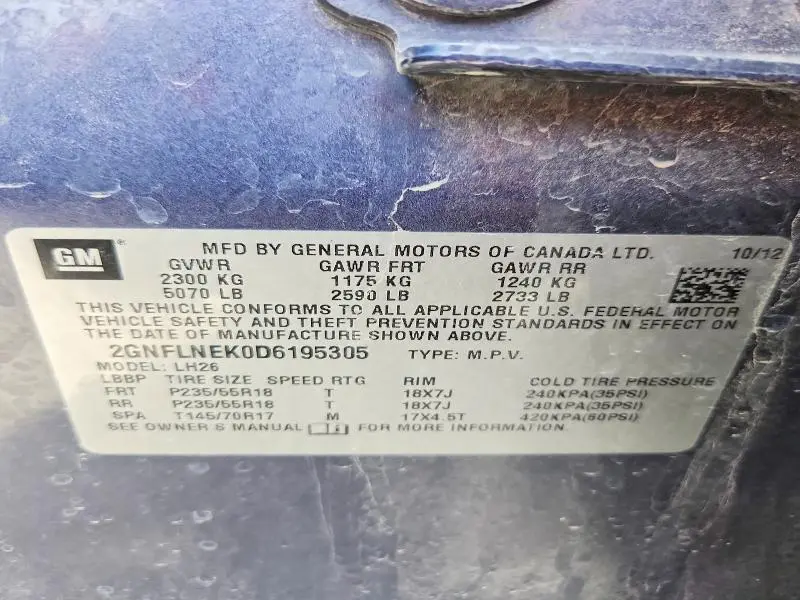 GM ® MFD BY GENERAL MOTORS OF CANADA LTD. 10/12
GVWR GAWR FRT GAWR RR
2300 KG 1175 KG 1240 KG
5070 LB 2590 LB 2733 LB
THIS VEHICLE CONFORMS TO ALL APPLICABLE U.S. FEDERAL MOTOR
VEHICLE SAFETY AND THEFT PREVENTION STANDARDS IN EFFECT ON
THE DATE OF MANUFACTURE SHOWN ABOVE.
2GNFLNEK0D6195305 TYPE: M.P.V.
MODEL: LH26
LBBP TIRE SIZE SPEED RTG RIM COLD TIRE PRESSURE
FRT P235/55R18 T 18X7J 240KPA(35PSI)
RR P235/55R18 T 18X7J 240KPA(35PSI)
SPA T145/70R17 M 17X4.5T 420KPA(60PSI)
SEE OWNER'S MANUAL FOR MORE INFORMATION.